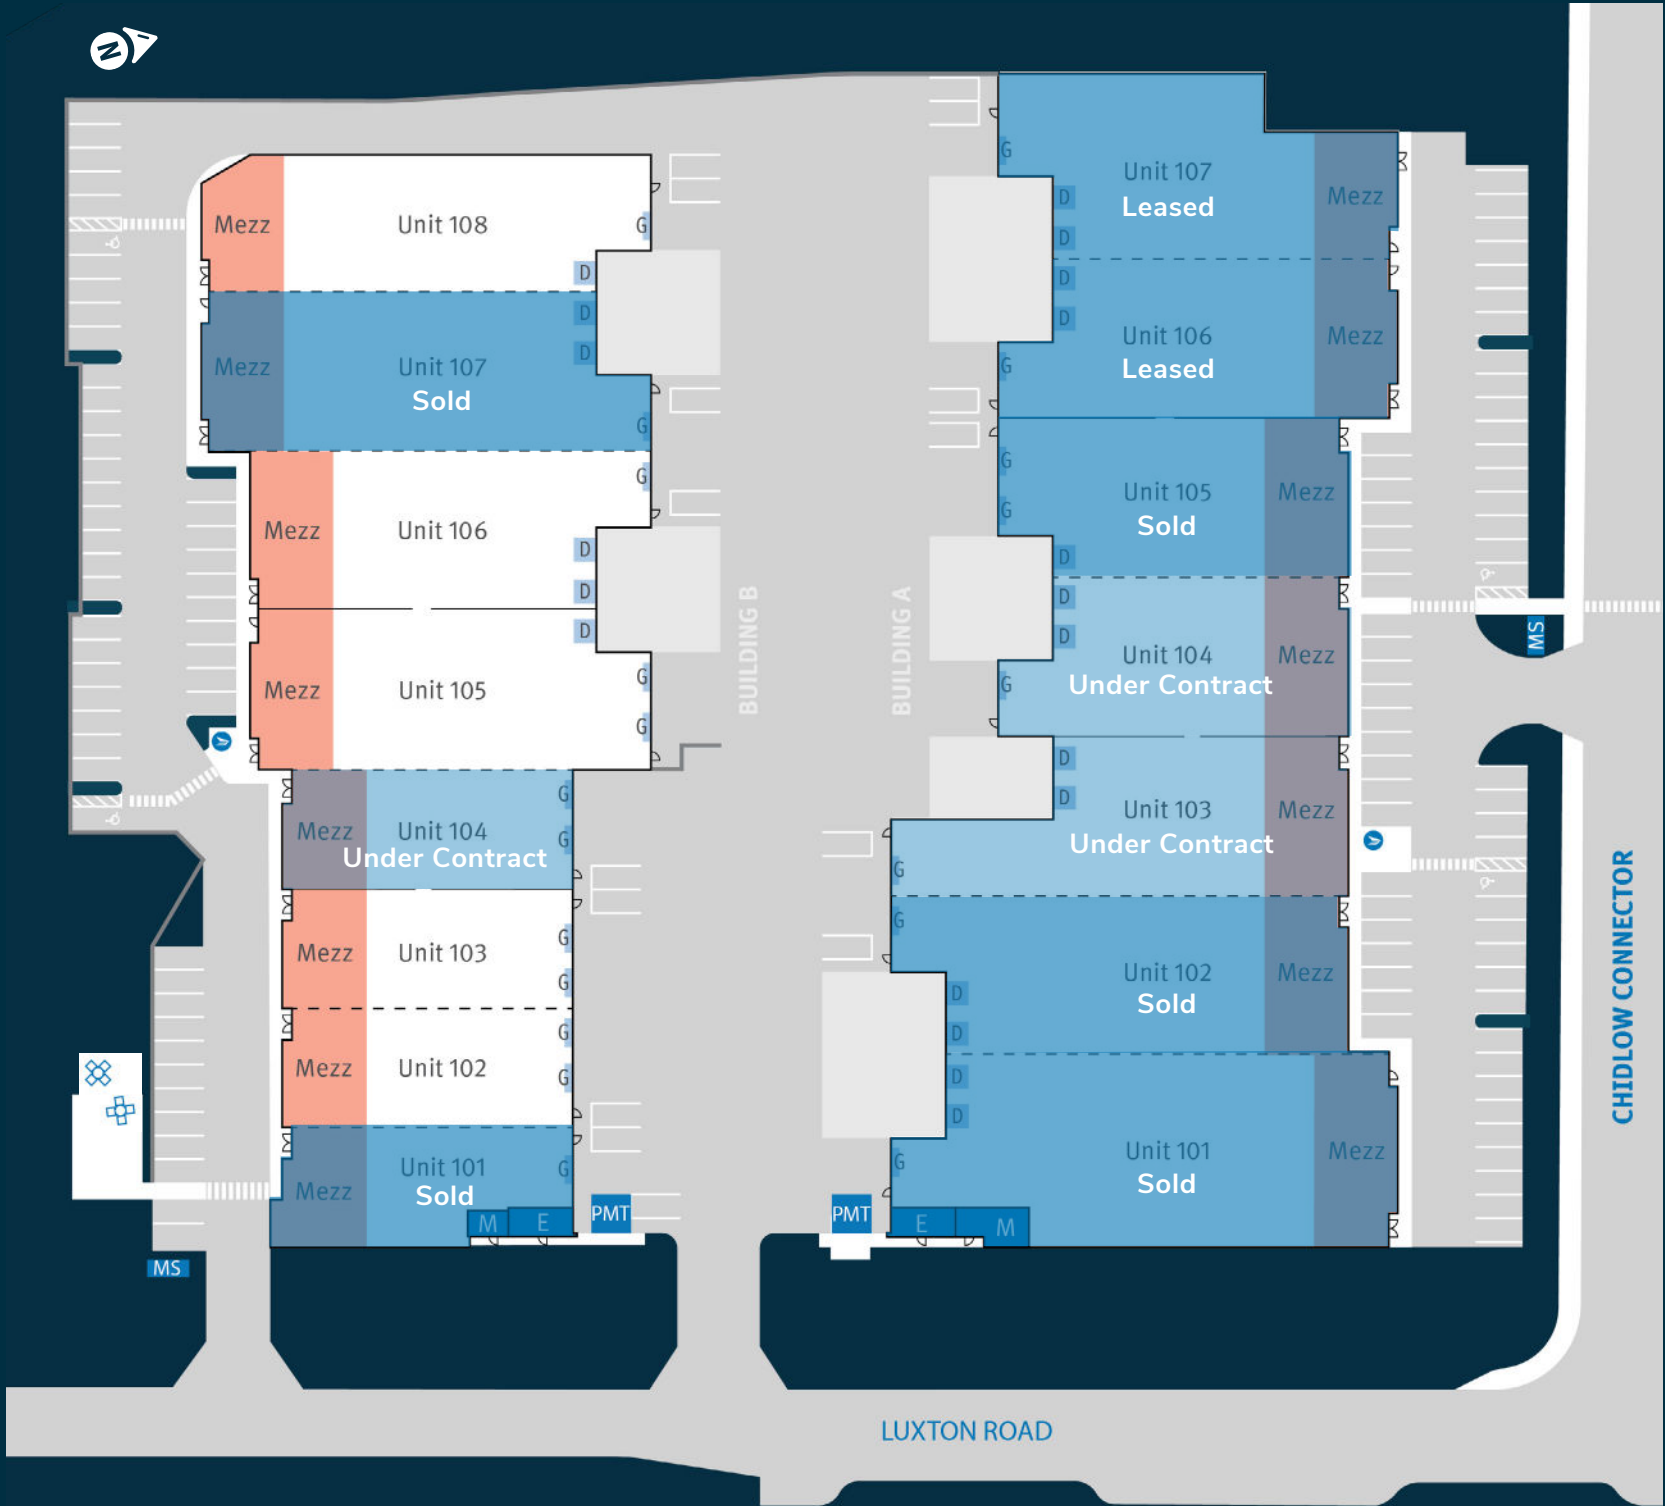 N
Mezz
Unit 108
G
D
Mezz
Unit 107
Sold
D
D
G
Mezz
Unit 106
G
D
D
Mezz
Unit 105
D
G
G
Mezz
Unit 104
Under Contract
G
G
Mezz
Unit 103
G
G
Mezz
Unit 102
G
G
Mezz
Unit 101
Sold
G
M
E
PMT
MS
BUILDING B
BUILDING A
G
Unit 107
Leased
Mezz
D
D
D
D
Unit 106
Leased
Mezz
G
G
G
Unit 105
Sold
Mezz
D
D
D
Unit 104
Under Contract
Mezz
G
D
D
Unit 103
Under Contract
Mezz
G
G
Unit 102
Sold
Mezz
D
D
D
D
Unit 101
Sold
Mezz
G
PMT
E
M
MS
CHIDLOW CONNECTOR
LUXTON ROAD